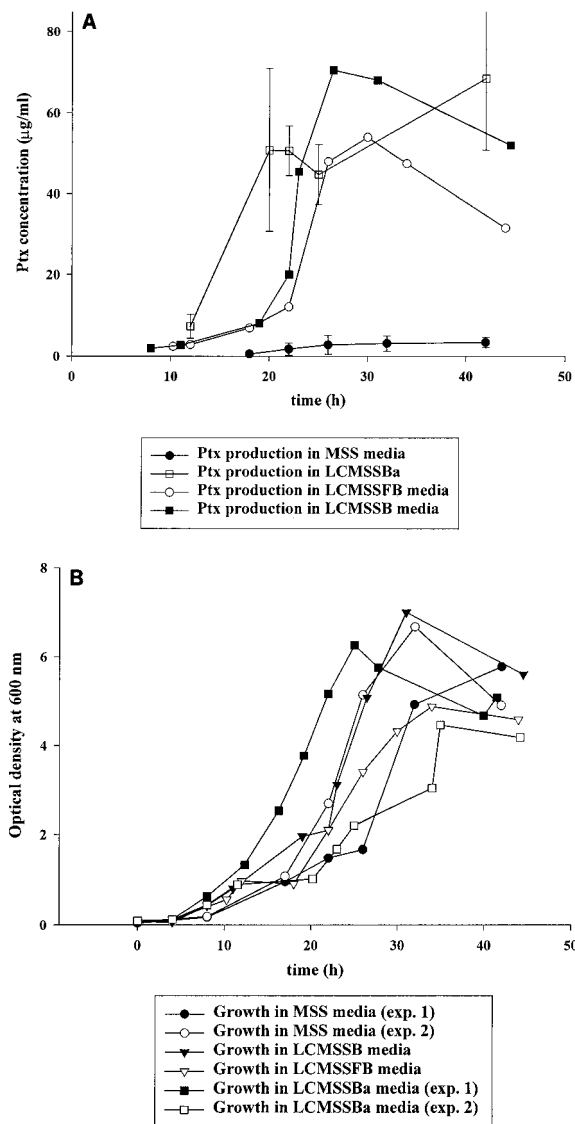 A
80
60
40
20
0
Ptx concentration (µg/ml)
0 10 20 30 40 50
time (h)
Ptx production in MSS media
Ptx production in LCMSSBa
Ptx production in LCMSSFB media
Ptx production in LCMSSB media
B
8
6
4
2
0
Optical density at 600 nm
0 10 20 30 40 50
time (h)
Growth in MSS media (exp. 1)
Growth in MSS media (exp. 2)
Growth in LCMSSB media
Growth in LCMSSFB media
Growth in LCMSSBa media (exp. 1)
Growth in LCMSSBa media (exp. 2)